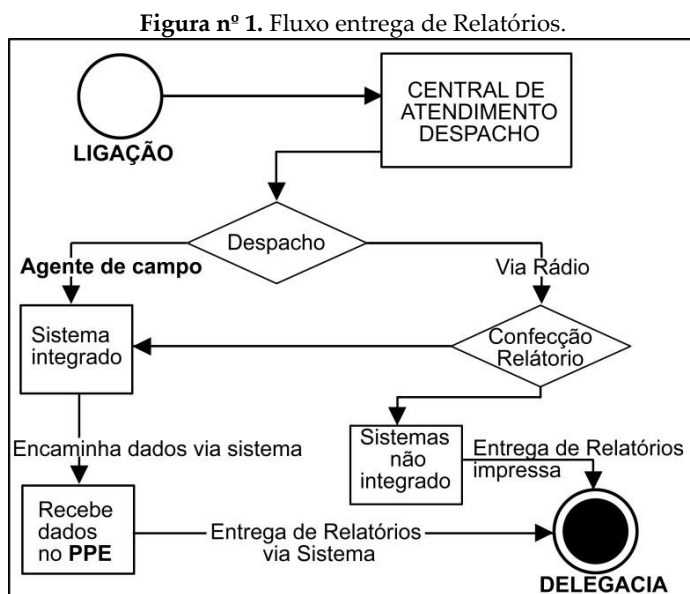 Figura nº 1. Fluxo entrega de Relatórios.
CENTRAL DE
ATENDIMENTO
DESPACHO
LIGAÇÃO
Despacho
Agente de campo
Via Rádio
Sistema
integrado
Confecção
Relátorio
Encaminha dados via sistema
Sistemas
não
integrado
Entrega de Relatórios
impressa
Recebe
dados
no PPE
Entrega de Relatórios
via Sistema
DELEGACIA